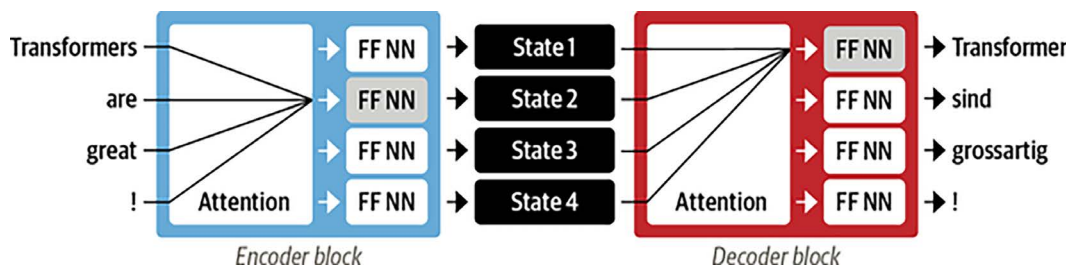 Transformers FF NN State 1 FF NN Transformer
are FF NN State 2 FF NN sind
great FF NN State 3 FF NN grossartig
! Attention FF NN State 4 Attention FF NN !
Encoder block Decoder block